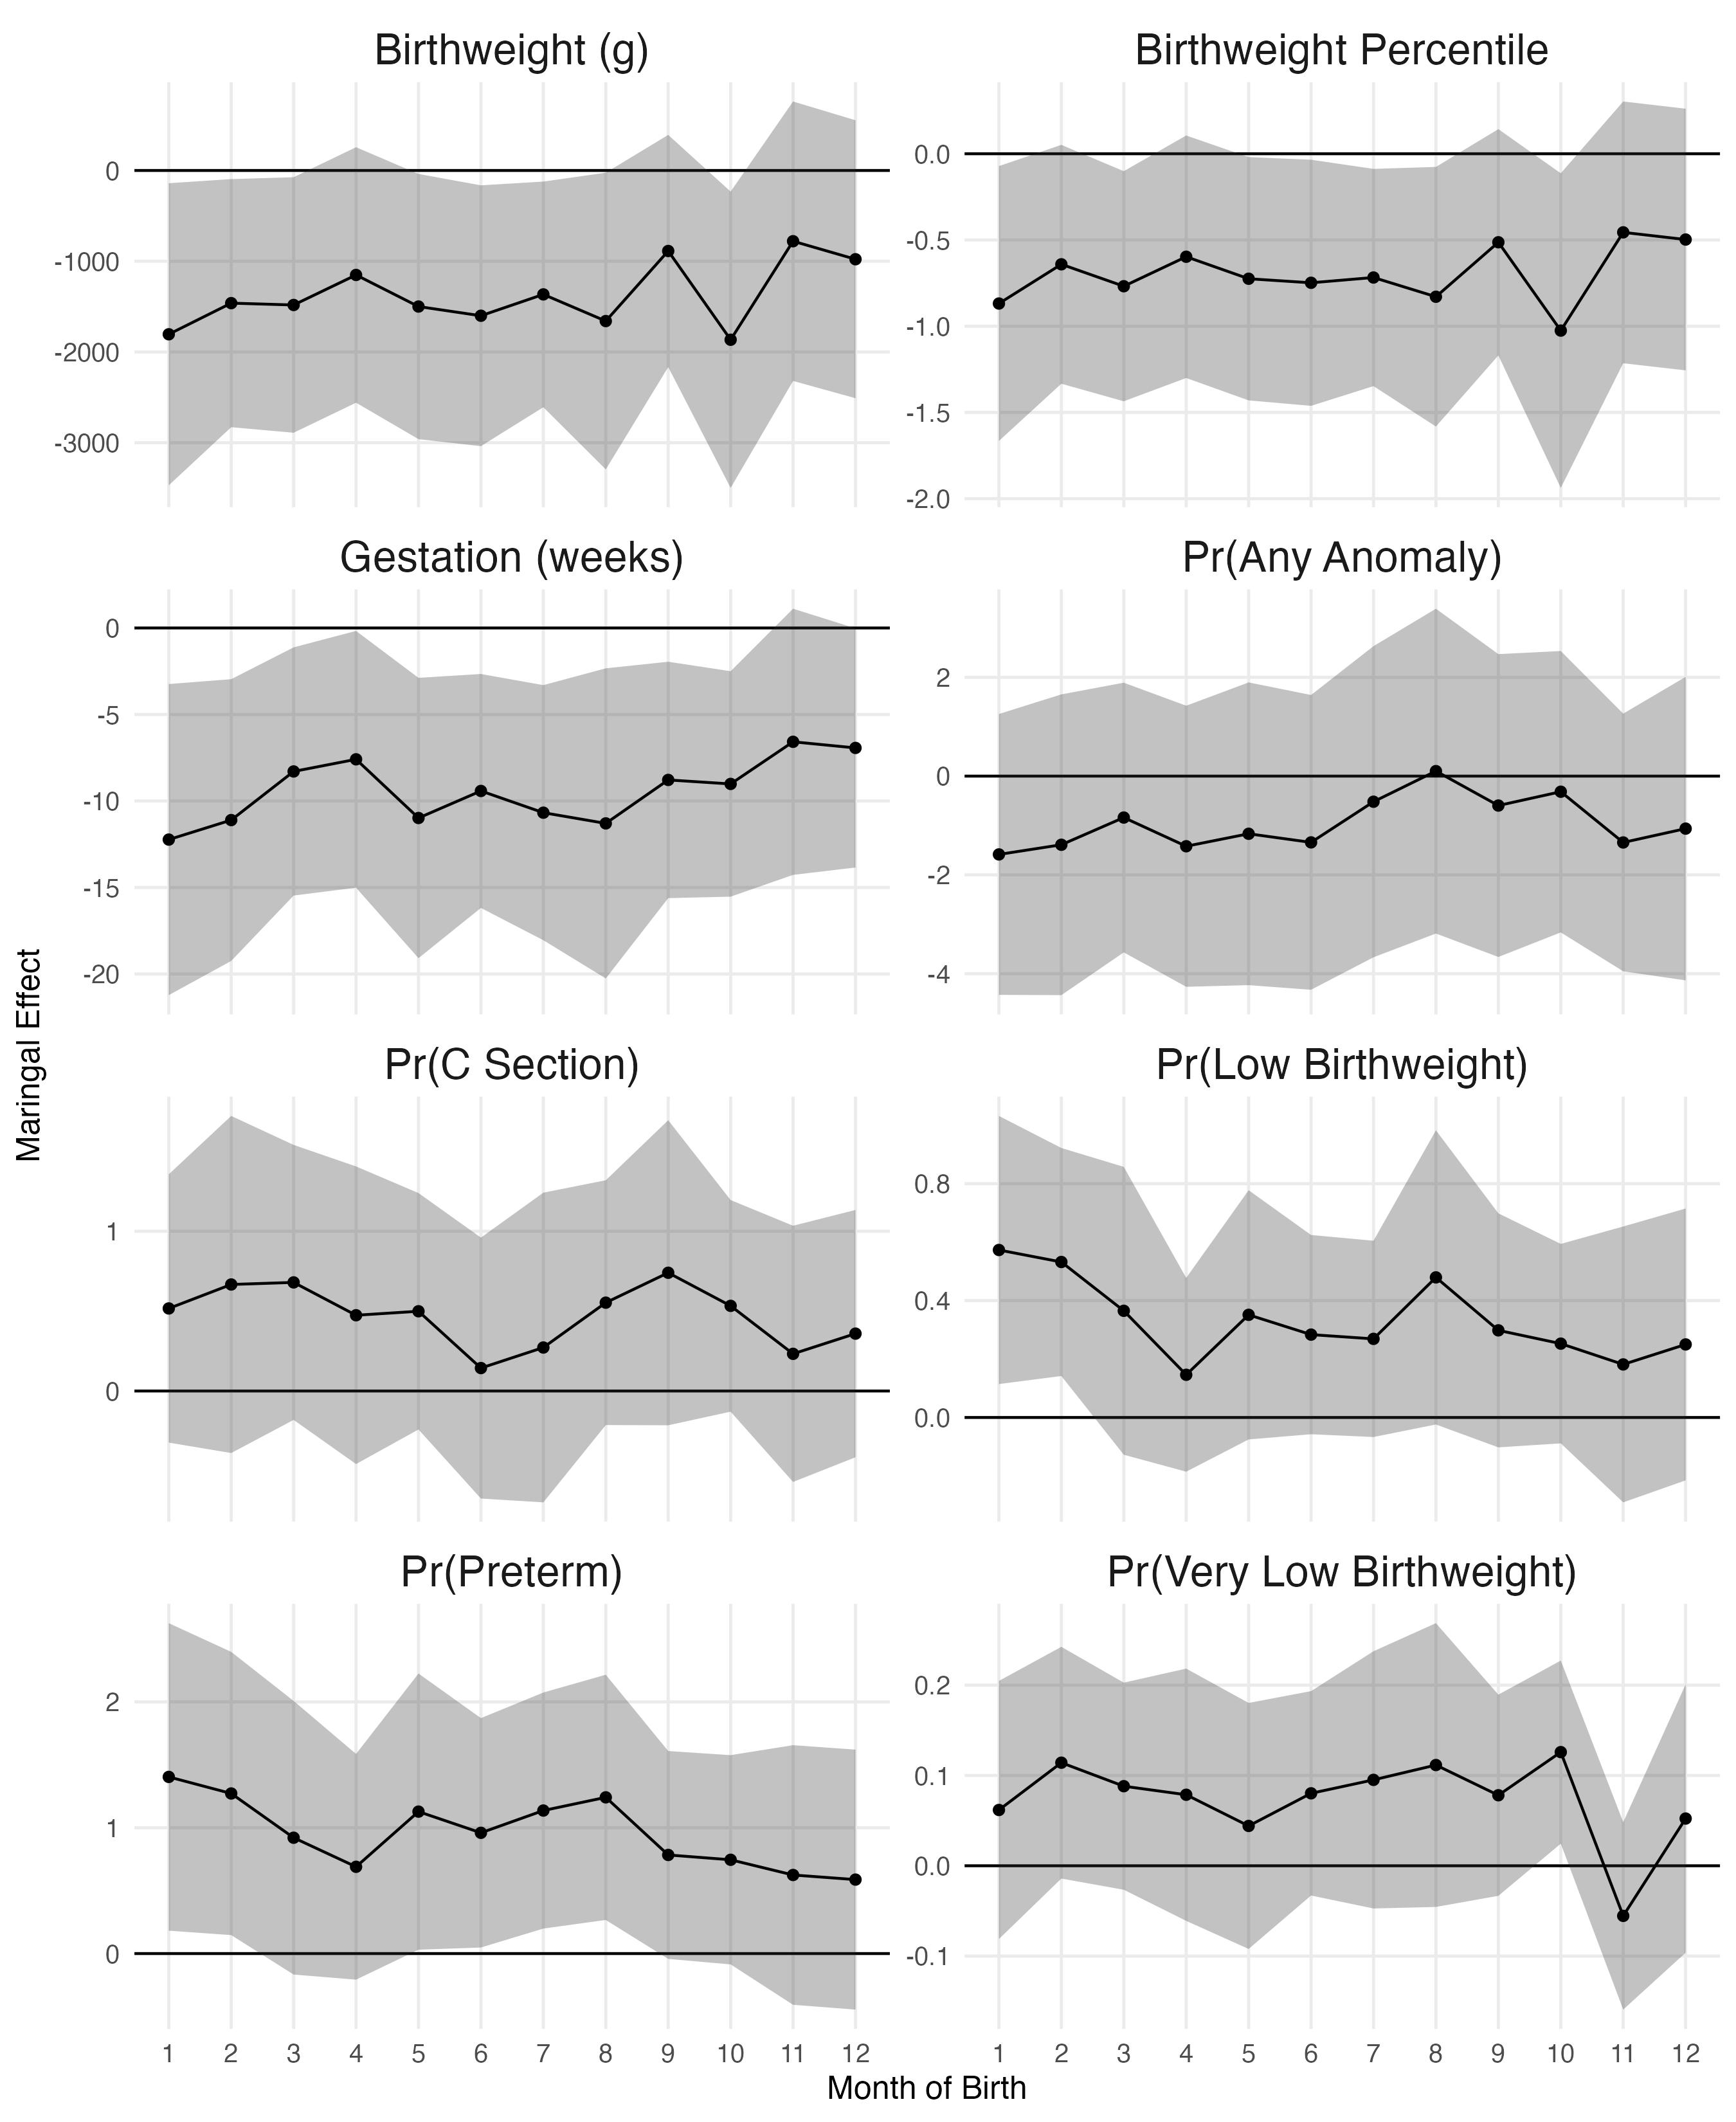 Birthweight (g)
Birthweight Percentile
0
-1000
-2000
-3000
0.0
-0.5
-1.0
-1.5
-2.0
Gestation (weeks)
Pr(Any Anomaly)
0
-5
-10
-15
-20
2
0
-2
-4
Maringal Effect
Pr(C Section)
Pr(Low Birthweight)
1
0
0.8
0.4
0.0
Pr(Preterm)
Pr(Very Low Birthweight)
2
1
0
0.2
0.1
0.0
-0.1
1 2 3 4 5 6 7 8 9 10 11 12
1 2 3 4 5 6 7 8 9 10 11 12
Month of Birth